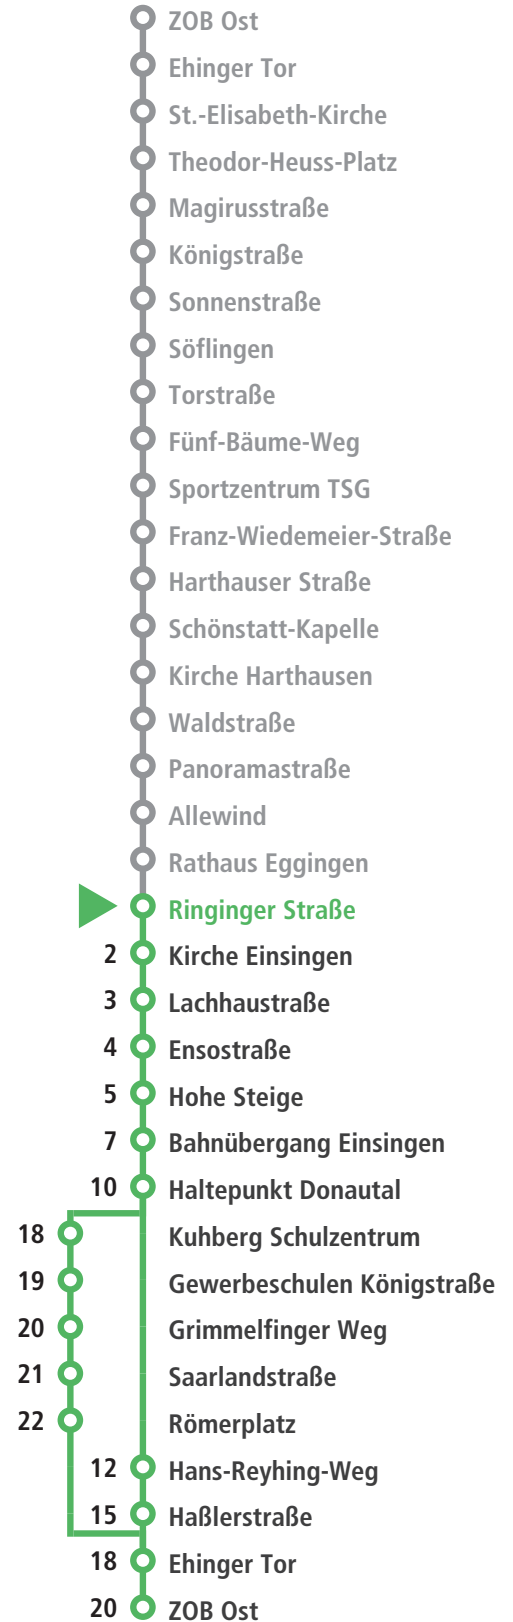 ZOB Ost
Ehinger Tor
St.-Elisabeth-Kirche
Theodor-Heuss-Platz
Magirusstraße
Königstraße
Sonnenstraße
Söflingen
Torstraße
Fünf-Bäume-Weg
Sportzentrum TSG
Franz-Wiedemeier-Straße
Harthauser Straße
Schönstatt-Kapelle
Kirche Harthausen
Waldstraße
Panoramastraße
Allewind
Rathaus Eggingen
Ringinger Straße
2 Kirche Einsingen
3 Lachhaustraße
4 Ensostraße
5 Hohe Steige
7 Bahnübergang Einsingen
10 Haltepunkt Donautal
18 Kuhberg Schulzentrum
19 Gewerbeschulen Königstraße
20 Grimmelfinger Weg
21 Saarlandstraße
22 Römerplatz
12 Hans-Reyhing-Weg
15 Haßlerstraße
18 Ehinger Tor
20 ZOB Ost